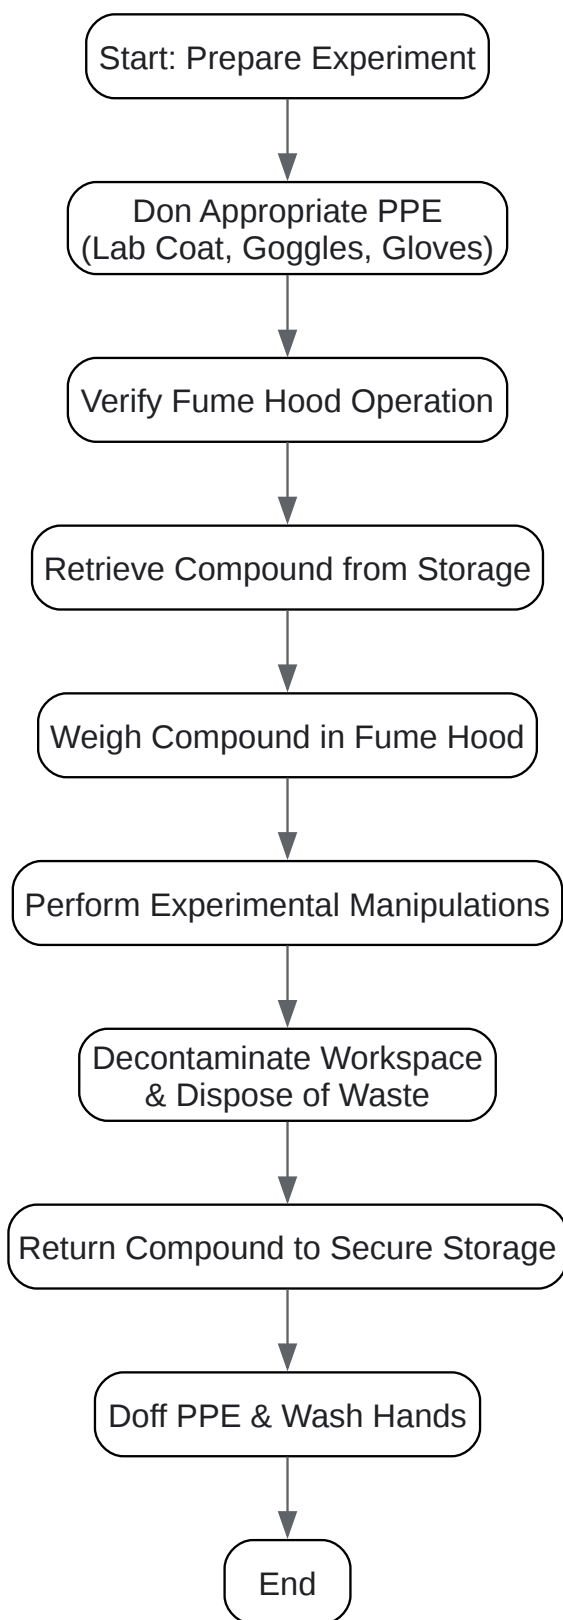 Start: Prepare Experiment
Don Appropriate PPE
(Lab Coat, Goggles, Gloves)
Verify Fume Hood Operation
Retrieve Compound from Storage
Weigh Compound in Fume Hood
Perform Experimental Manipulations
Decontaminate Workspace
& Dispose of Waste
Return Compound to Secure Storage
Doff PPE & Wash Hands
End